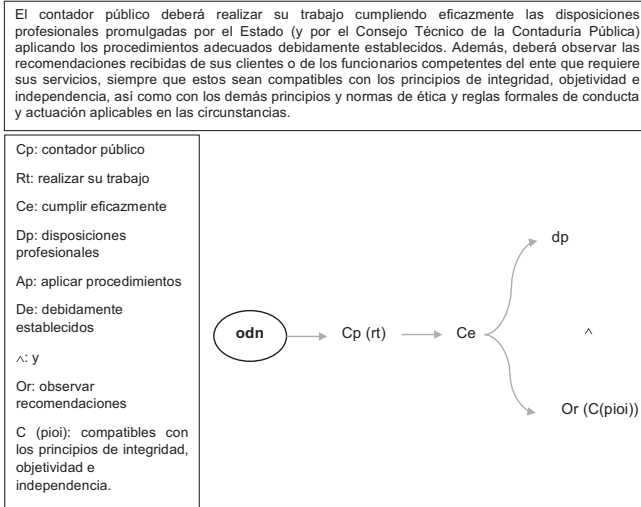 El contador público deberá realizar su trabajo cumpliendo eficazmente las disposiciones
profesionales promulgadas por el Estado (y por el Consejo Técnico de la Contaduría Pública)
aplicando los procedimientos adecuados debidamente establecidos. Además, deberá observar las
recomendaciones recibidas de sus clientes o de los funcionarios competentes del ente que requiere
sus servicios, siempre que estos sean compatibles con los principios de integridad, objetividad e
independencia, así como con los demás principios y normas de ética y reglas formales de conducta
y actuación aplicables en las circunstancias.
Cp: contador público
Rt: realizar su trabajo
Ce: cumplir eficazmente
Dp: disposiciones
profesionales
Ap: aplicar procedimientos
De: debidamente
establecidos
∧: y
Or: observar
recomendaciones
C (pioi): compatibles con
los principios de integridad,
objetividad e
independencia.
odn
Cp (rt)
Ce
dp
∧
Or (C(pioi))